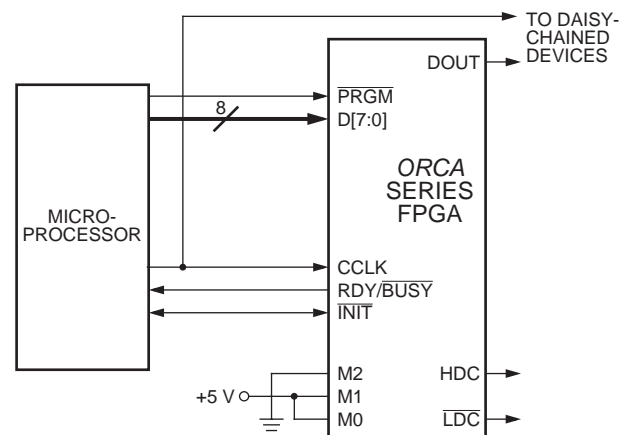 TO DAISY-
CHAINED
DEVICES
DOUT
PRGM
8
D[7:0]
ORCA
SERIES
FPGA
MICRO-
PROCESSOR
CCLK
RDY/BUSY
INIT
M2
HDC
+5 V
M1
M0
LDC